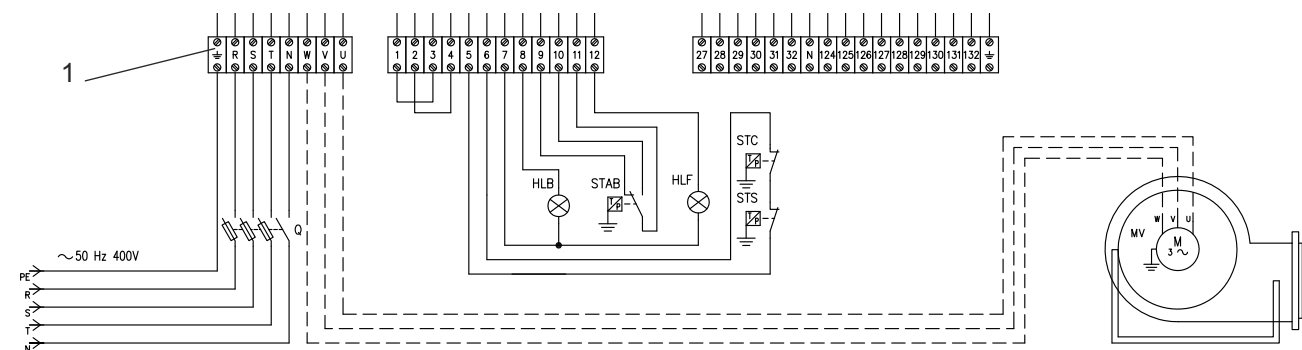 1
⏚ R S T N W V U
1 2 3 4 5 6 7 8 9 10 11 12
27 28 29 30 31 32 N 124 125 126 127 128 129 130 131 132 ⏚
STC
T P
HLB
STAB
T P
HLF
STS
T P
Q
~50 Hz 400V
PE
R
S
T
N
W V U
MV
M
3 ~